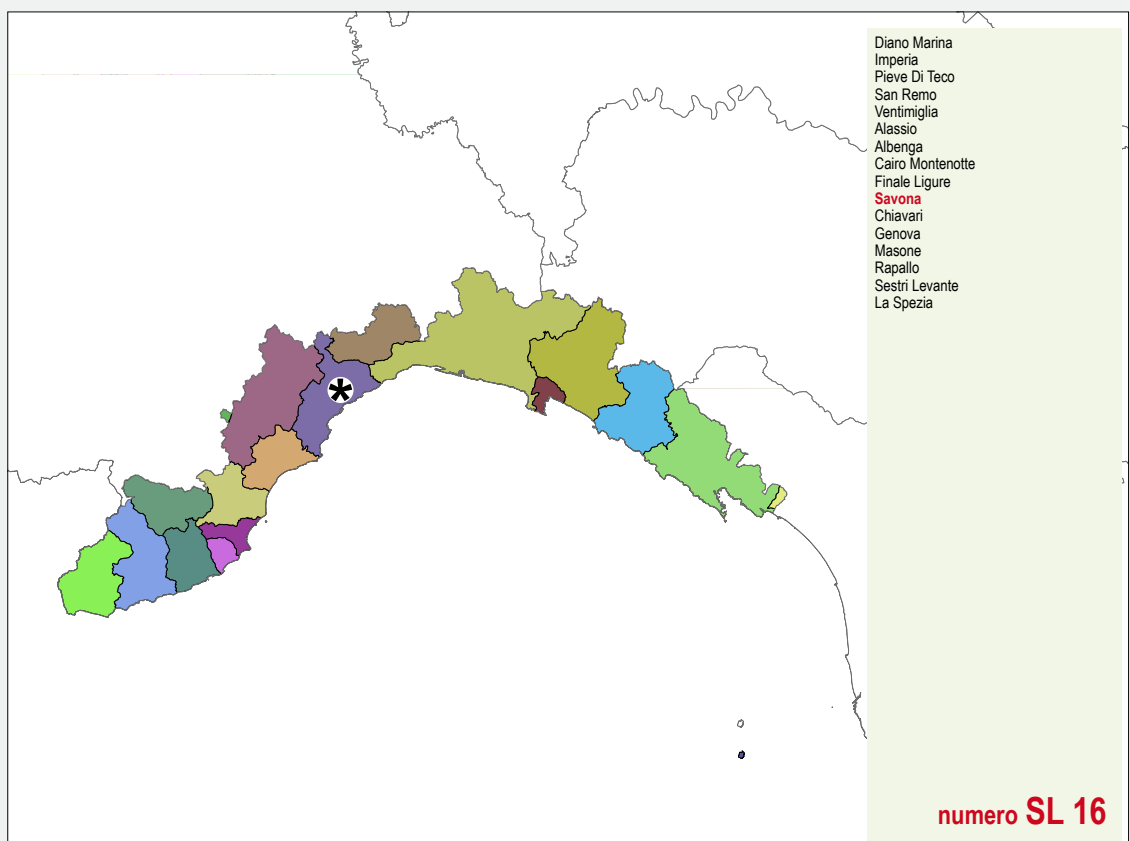 Diano Marina
Imperia
Pieve Di Teco
San Remo
Ventimiglia
Alassio
Albenga
Cairo Montenotte
Finale Ligure
Savona
Chiavari
Genova
Masone
Rapallo
Sestri Levante
La Spezia
*
numero SL 16